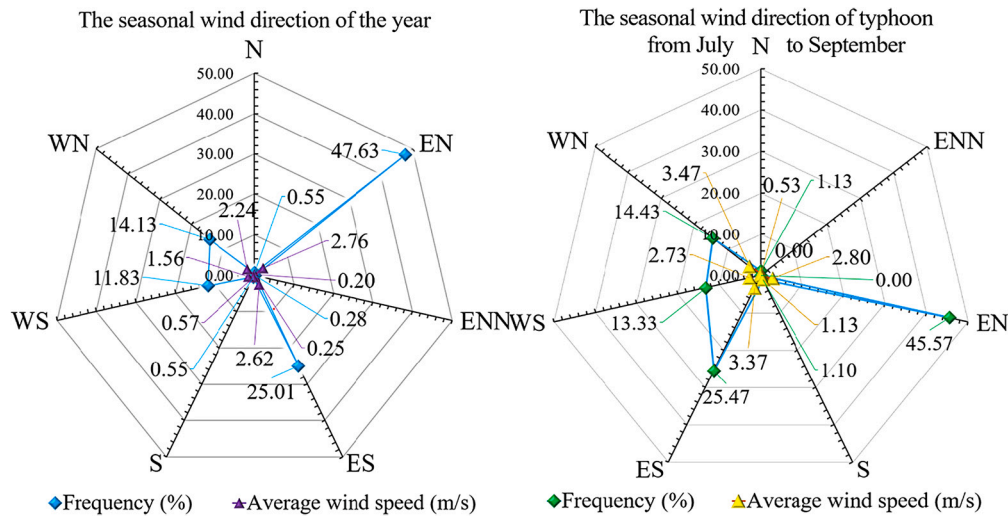 The seasonal wind direction of the year
N
50.00
40.00
30.00
20.00
10.00
0.00
WN
EN
47.63
0.55
2.24
14.13
2.76
1.56
0.20
11.83
WS
0.57
0.28
ENN
0.55
2.62
0.25
25.01
S
ES
Frequency (%)
Average wind speed (m/s)
The seasonal wind direction of typhoon
from July N to September
50.00
40.00
30.00
20.00
10.00
0.00
WN
ENN
3.47
0.53
1.13
14.43
0.00
2.73
2.80
0.00
WS
13.33
1.13
EN
45.57
3.37
1.10
25.47
ES
S
Frequency (%)
Average wind speed (m/s)